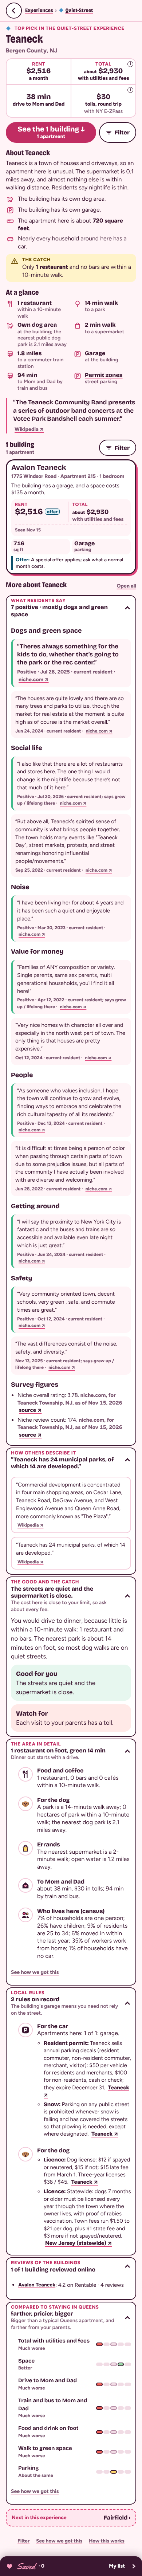 Experiences › Quiet-Street
TOP PICK IN THE QUIET-STREET EXPERIENCE
Teaneck
Bergen County, NJ
RENT
$2,516
drive to Mom and Dad
TOTAL
about $2,930
with utilities and fees
38 min
drive to Mom and Dad
$30
tolls, round trip
with NY E-ZPass
See the 1 building ↓
1 apartment
Filter
About Teaneck
Teaneck is a town of houses and driveways, so an apartment here is unusual. The supermarket is 0.1 miles away, and little else is within walking distance. Residents say nightlife is thin.
The building has its own dog area.
The building has its own garage.
The apartment here is about 720 square feet.
Nearly every household here has a car.
THE CATCH
Only 1 restaurant and no bars are within a 10-minute walk.
At a glance
1 restaurant
within a 10-minute walk
14 min walk
to a park
Own dog area
at the building; the nearest public dog park is 2.1 miles away
2 min walk
to a supermarket
1.8 miles
to a commuter train station
Garage
at the building
94 min
to Mom and Dad by train and bus
Permit zones
street parking
"The Teaneck Community Band presents a series of outdoor band concerts at the Votee Park Bandshell each summer."
Wikipedia ↗
1 building
1 apartment
Filter
Avalon Teaneck
1775 Windsor Road · Apartment 215 · 1 bedroom
The building has a garage, and a space costs $135 a month.
RENT
$2,516 offer
TOTAL
about $2,930
with utilities and fees
Seen Nov 15
716
sq ft
Garage
parking
Offer: A special offer applies; ask what a normal month costs.
More about Teaneck
Open all
WHAT RESIDENTS SAY
7 positive · mostly dogs and green space
Dogs and green space
"Theres always something for the kids to do, whether that's going to the park or the rec center."
Positive · Jul 28, 2025 · current resident · niche.com ↗
"The houses are quite lovely and there are so many trees and parks to utilize, though the market for real estate at the moment is quite high as of course is the market overall."
Jun 24, 2024 · current resident · niche.com ↗
Social life
"I also like that there are a lot of restaurants and stores here. One thing I would change is the nightlife because there's not that much of it here."
Positive · Jul 30, 2026 · current resident; says grew up / lifelong there · niche.com ↗
"But above all, Teaneck's spirited sense of community is what brings people together. The town holds many events like "Teaneck Day", street markets, protests, and street renamings honoring influential people/movements."
Sep 25, 2022 · current resident · niche.com ↗
Noise
"I have been living her for about 4 years and it has been such a quiet and enjoyable place."
Positive · Mar 30, 2023 · current resident · niche.com ↗
Value for money
"Families of ANY composition or variety. Single parents, same sex parents, multi generational households, you'll find it all here!"
Positive · Apr 12, 2022 · current resident; says grew up / lifelong there · niche.com ↗
"Very nice homes with character all over and especially in the north west part of town. The only thing is that houses are pretty expensive."
Oct 12, 2024 · current resident · niche.com ↗
People
"As someone who values inclusion, I hope the town will continue to grow and evolve, finding ways to embrace and celebrate the rich cultural tapestry of all its residents."
Positive · Dec 13, 2024 · current resident · niche.com ↗
"It is difficult at times being a person of color when walking through certain parts of town due to some prejudice issues, but all parts of the community I have interacted with are diverse and welcoming."
Jun 28, 2022 · current resident · niche.com ↗
Getting around
"I will say the proximity to New York City is fantastic and the buses and trains are so accessible and available even late night which was just so great."
Positive · Jun 24, 2024 · current resident · niche.com ↗
Safety
"Very community oriented town, decent schools, very green, safe, and commute times are great."
Positive · Oct 12, 2024 · current resident · niche.com ↗
"The vast diversity consist of the music, safety, and diversity."
Nov 13, 2025 · current resident; says grew up / lifelong there · niche.com ↗
Survey figures
Niche overall rating: 3.78. niche.com, for Teaneck Township, NJ, as of Nov 15, 2026 source ↗
Niche review count: 174. niche.com, for Teaneck Township, NJ, as of Nov 15, 2026 source ↗
HOW OTHERS DESCRIBE IT
"Teaneck has 24 municipal parks, of which 14 are developed."
"Commercial development is concentrated in four main shopping areas, on Cedar Lane, Teaneck Road, DeGraw Avenue, and West Englewood Avenue and Queen Anne Road, more commonly known as "The Plaza"."
Wikipedia ↗
"Teaneck has 24 municipal parks, of which 14 are developed."
Wikipedia ↗
THE GOOD AND THE CATCH
The streets are quiet and the supermarket is close.
The cost here is close to your limit, so ask about every fee.
You would drive to dinner, because little is within a 10-minute walk: 1 restaurant and no bars. The nearest park is about 14 minutes on foot, so most dog walks are on quiet streets.
Good for you
The streets are quiet and the supermarket is close.
Watch for
Each visit to your parents has a toll.
THE AREA IN DETAIL
1 restaurant on foot, green 14 min
Dinner out starts with a drive.
Food and coffee
1 restaurant, 0 bars and 0 cafés within a 10-minute walk.
For the dog
A park is a 14-minute walk away; 0 hectares of park within a 10-minute walk; the nearest dog park is 2.1 miles away.
Errands
The nearest supermarket is a 2-minute walk; open water is 1.2 miles away.
To Mom and Dad
about 38 min, $30 in tolls; 94 min by train and bus.
Who lives here (census)
7% of households are one person; 26% have children; 9% of residents are 25 to 34; 6% moved in within the last year; 35% of workers work from home; 1% of households have no car.
See how we got this
LOCAL RULES
2 rules on record
The building's garage means you need not rely on the street.
For the car
Apartments here: 1 of 1: garage.
Resident permit: Teaneck sells annual parking decals (resident commuter, non-resident commuter, merchant, visitor): $50 per vehicle for residents and merchants, $100 for non-residents, cash or check; they expire December 31. Teaneck ↗
Snow: Parking on any public street is prohibited whenever snow is falling and has covered the street so that plowing is needed, except where designated. Teaneck ↗
For the dog
Licence: Dog license: $12 if spayed or neutered, $15 if not; $15 late fee from March 1. Three-year licenses $36 / $45. Teaneck ↗
Licence: Statewide, dogs 7 months or older must be licensed every year through the town where the owner lives, with proof of rabies vaccination. Town fees run $1.50 to $21 per dog, plus $1 state fee and $3 more if not spayed/neutered. New Jersey (statewide) ↗
REVIEWS OF THE BUILDINGS
1 of 1 building reviewed online
Avalon Teaneck: 4.2 on Rentable · 4 reviews
COMPARED TO STAYING IN QUEENS
farther, pricier, bigger
Bigger than a typical Queens apartment, and farther from your parents.
Total with utilities and fees
Much worse
Space
Better
Drive to Mom and Dad
Much worse
Train and bus to Mom and Dad
Much worse
Food and drink on foot
Much worse
Walk to green space
Much worse
Parking
About the same
See how we got this
Next in this experience
Fairfield ›
Filter
See how we got this
How this works
Saved · 0
My list